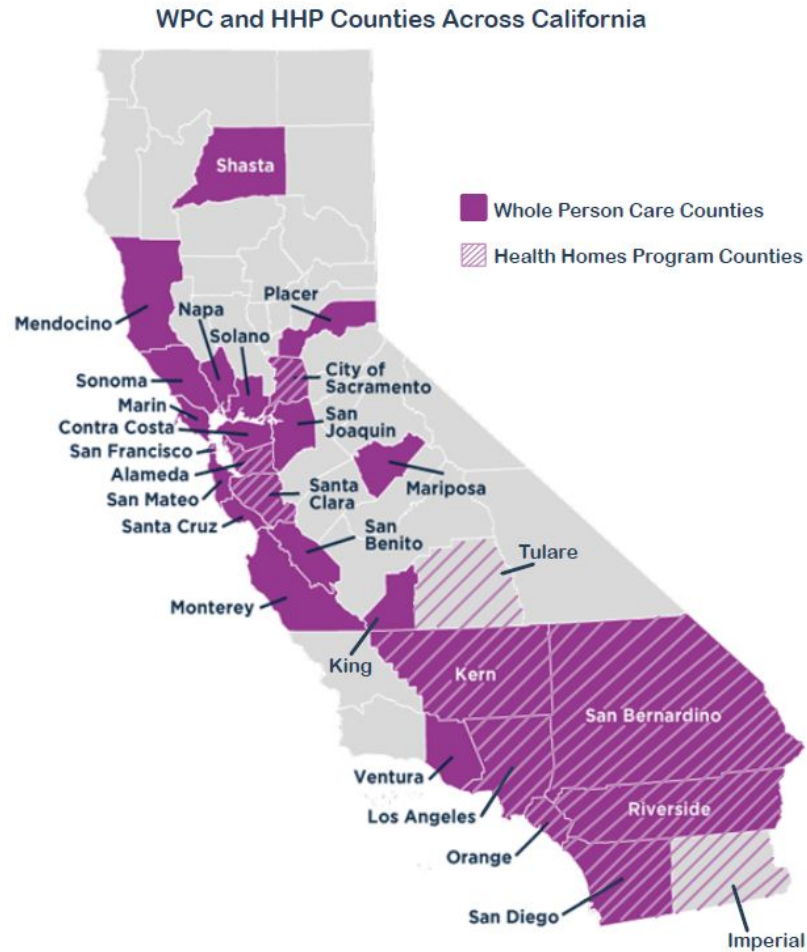 WPC and HHP Counties Across California
Shasta
Whole Person Care Counties
Health Homes Program Counties
Placer
Napa
Mendocino
Solano
Sonoma
City of
Sacramento
Marin
San
Joaquin
Contra Costa
San Francisco
Alameda
Santa
Clara
Mariposa
San Mateo
Santa Cruz
San
Benito
Tulare
Monterey
King
Kern
San Bernardino
Ventura
Riverside
Los Angeles
Orange
San Diego
Imperial